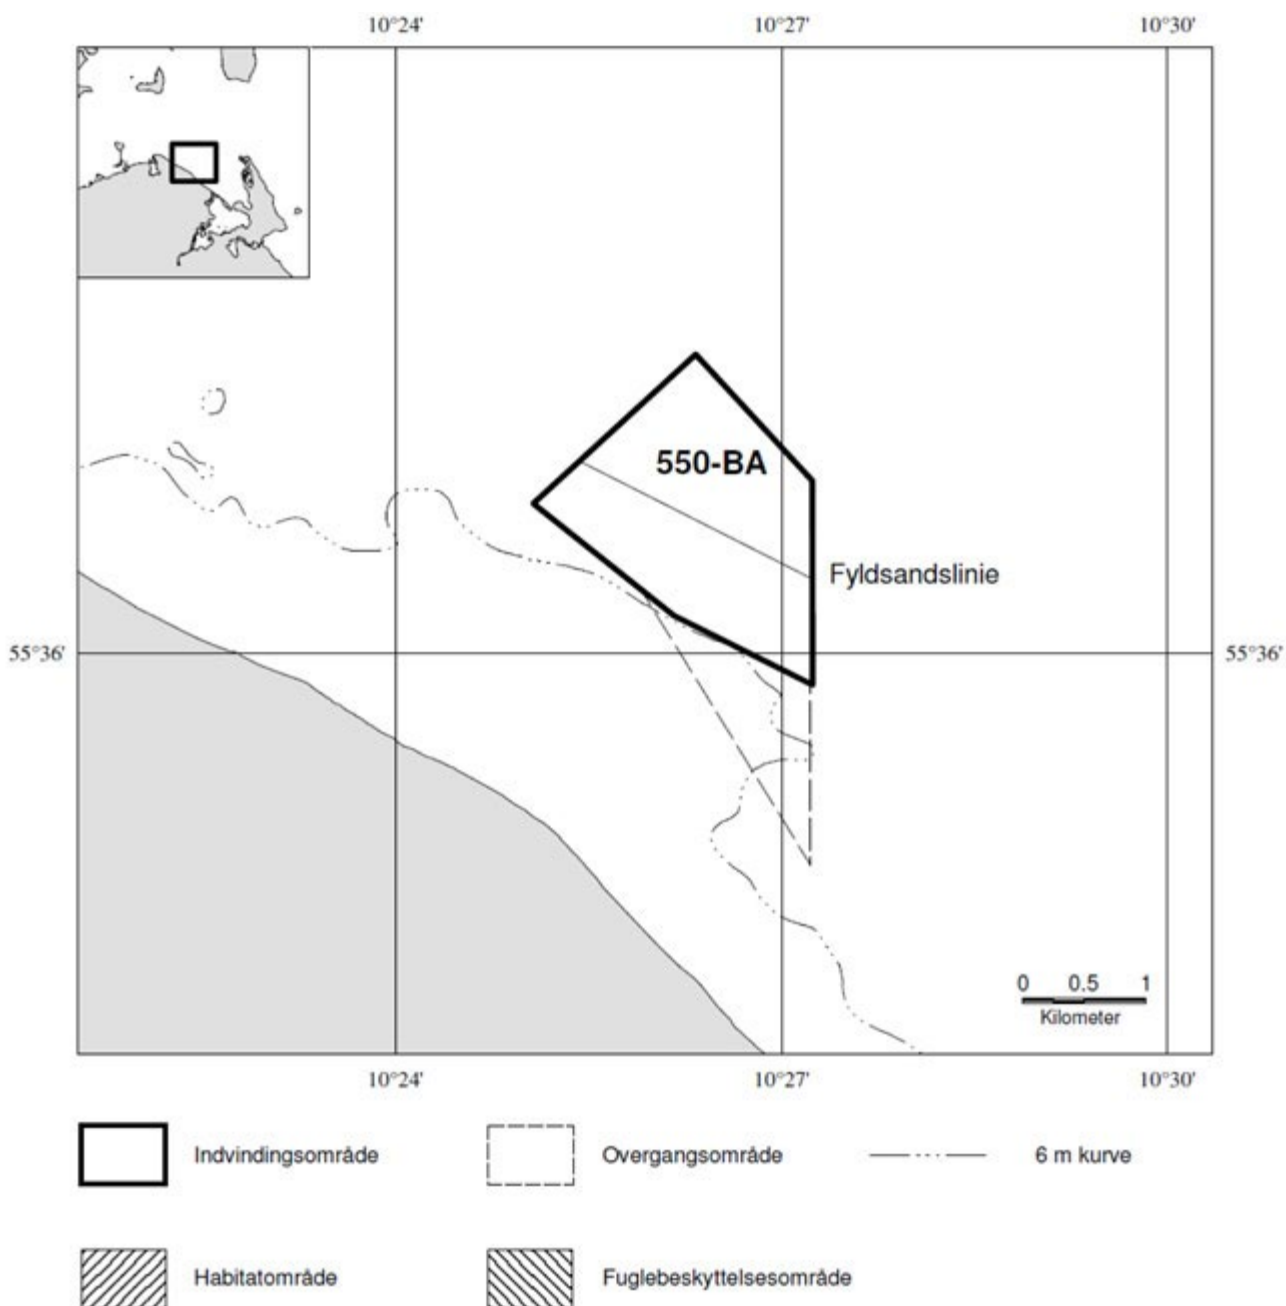 10°24' 10°27' 10°30'
550-BA
Fyldsandslinie
55°36' 55°36'
0 0.5 1
Kilometer
10°24' 10°27' 10°30'
Indvindingsområde
Overgangsområde
6 m kurve
Habitatområde
Fuglebeskyttelsesområde